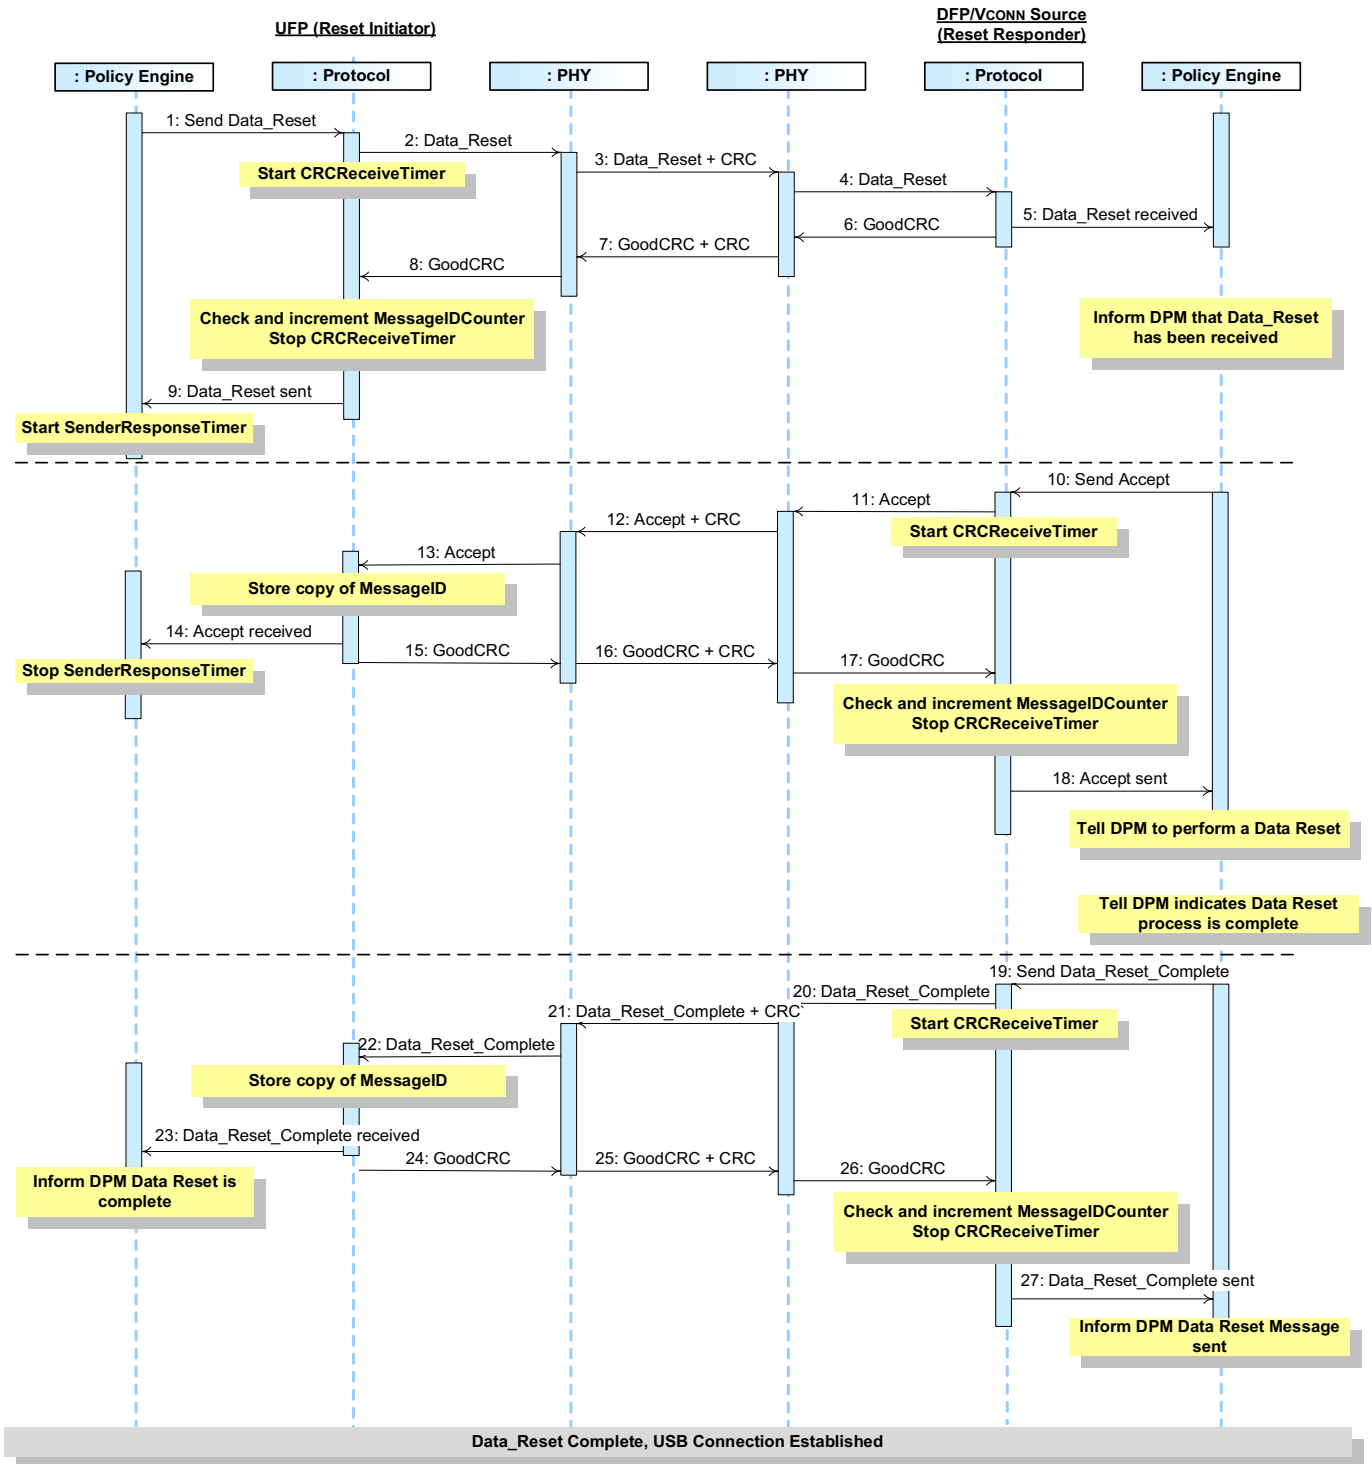 UFP (Reset Initiator)
DFP/VCONN Source
(Reset Responder)
: Policy Engine
: Protocol
: PHY
: PHY
: Protocol
: Policy Engine
1: Send Data_Reset
2: Data_Reset
Start CRCReceiveTimer
3: Data_Reset + CRC
4: Data_Reset
5: Data_Reset received
6: GoodCRC
7: GoodCRC + CRC
8: GoodCRC
Check and increment MessageIDCounter
Stop CRCReceiveTimer
Inform DPM that Data_Reset
has been received
9: Data_Reset sent
Start SenderResponseTimer
10: Send Accept
11: Accept
Start CRCReceiveTimer
12: Accept + CRC
13: Accept
Store copy of MessageID
14: Accept received
Stop SenderResponseTimer
15: GoodCRC
16: GoodCRC + CRC
17: GoodCRC
Check and increment MessageIDCounter
Stop CRCReceiveTimer
18: Accept sent
Tell DPM to perform a Data Reset
Tell DPM indicates Data Reset
process is complete
19: Send Data_Reset_Complete
20: Data_Reset_Complete
Start CRCReceiveTimer
21: Data_Reset_Complete + CRC
22: Data_Reset_Complete
Store copy of MessageID
23: Data_Reset_Complete received
Inform DPM Data Reset is
complete
24: GoodCRC
25: GoodCRC + CRC
26: GoodCRC
Check and increment MessageIDCounter
Stop CRCReceiveTimer
27: Data_Reset_Complete sent
Inform DPM Data Reset Message
sent
Data_Reset Complete, USB Connection Established